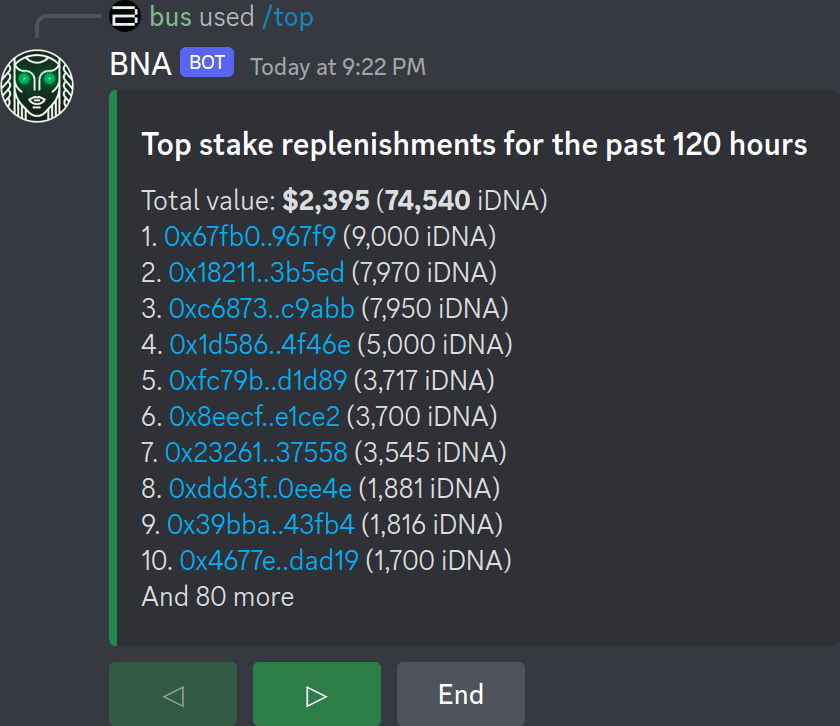 bus used /top
BNA BOT Today at 9:22 PM
Top stake replenishments for the past 120 hours
Total value: $2,395 (74,540 iDNA)
1. 0x67fb0..967f9 (9,000 iDNA)
2. 0x18211..3b5ed (7,970 iDNA)
3. 0xc6873..c9abb (7,950 iDNA)
4. 0x1d586..4f46e (5,000 iDNA)
5. 0xfc79b..d1d89 (3,717 iDNA)
6. 0x8eecf..e1ce2 (3,700 iDNA)
7. 0x23261..37558 (3,545 iDNA)
8. 0xdd63f..0ee4e (1,881 iDNA)
9. 0x39bba..43fb4 (1,816 iDNA)
10. 0x4677e..dad19 (1,700 iDNA)
And 80 more
End